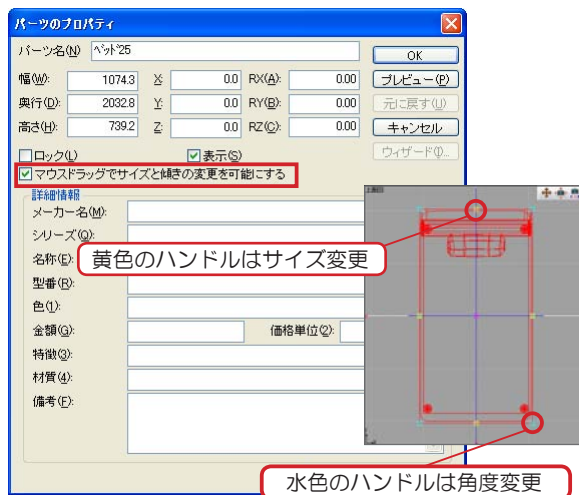 パーツのプロパティ
パーツ名(N) ﾍﾞｯﾄﾞ25
OK
幅(W): 1074.3 X: 0.0 RX(A): 0.00 プレビュー(P)
奥行(D): 2032.8 Y: 0.0 RY(B): 0.00 元に戻す(U)
高さ(H): 739.2 Z: 0.0 RZ(C): 0.00 キャンセル
ロック(L) 表示(S) ウィザード(I)...
マウスドラッグでサイズと傾きの変更を可能にする
詳細情報
メーカー名(M):
シリーズ(Q):
名称(E):
黄色のハンドルはサイズ変更
型番(R):
色(1):
金額(G): 価格単位(2):
特徴(3):
材質(4):
備考(F):
水色のハンドルは角度変更